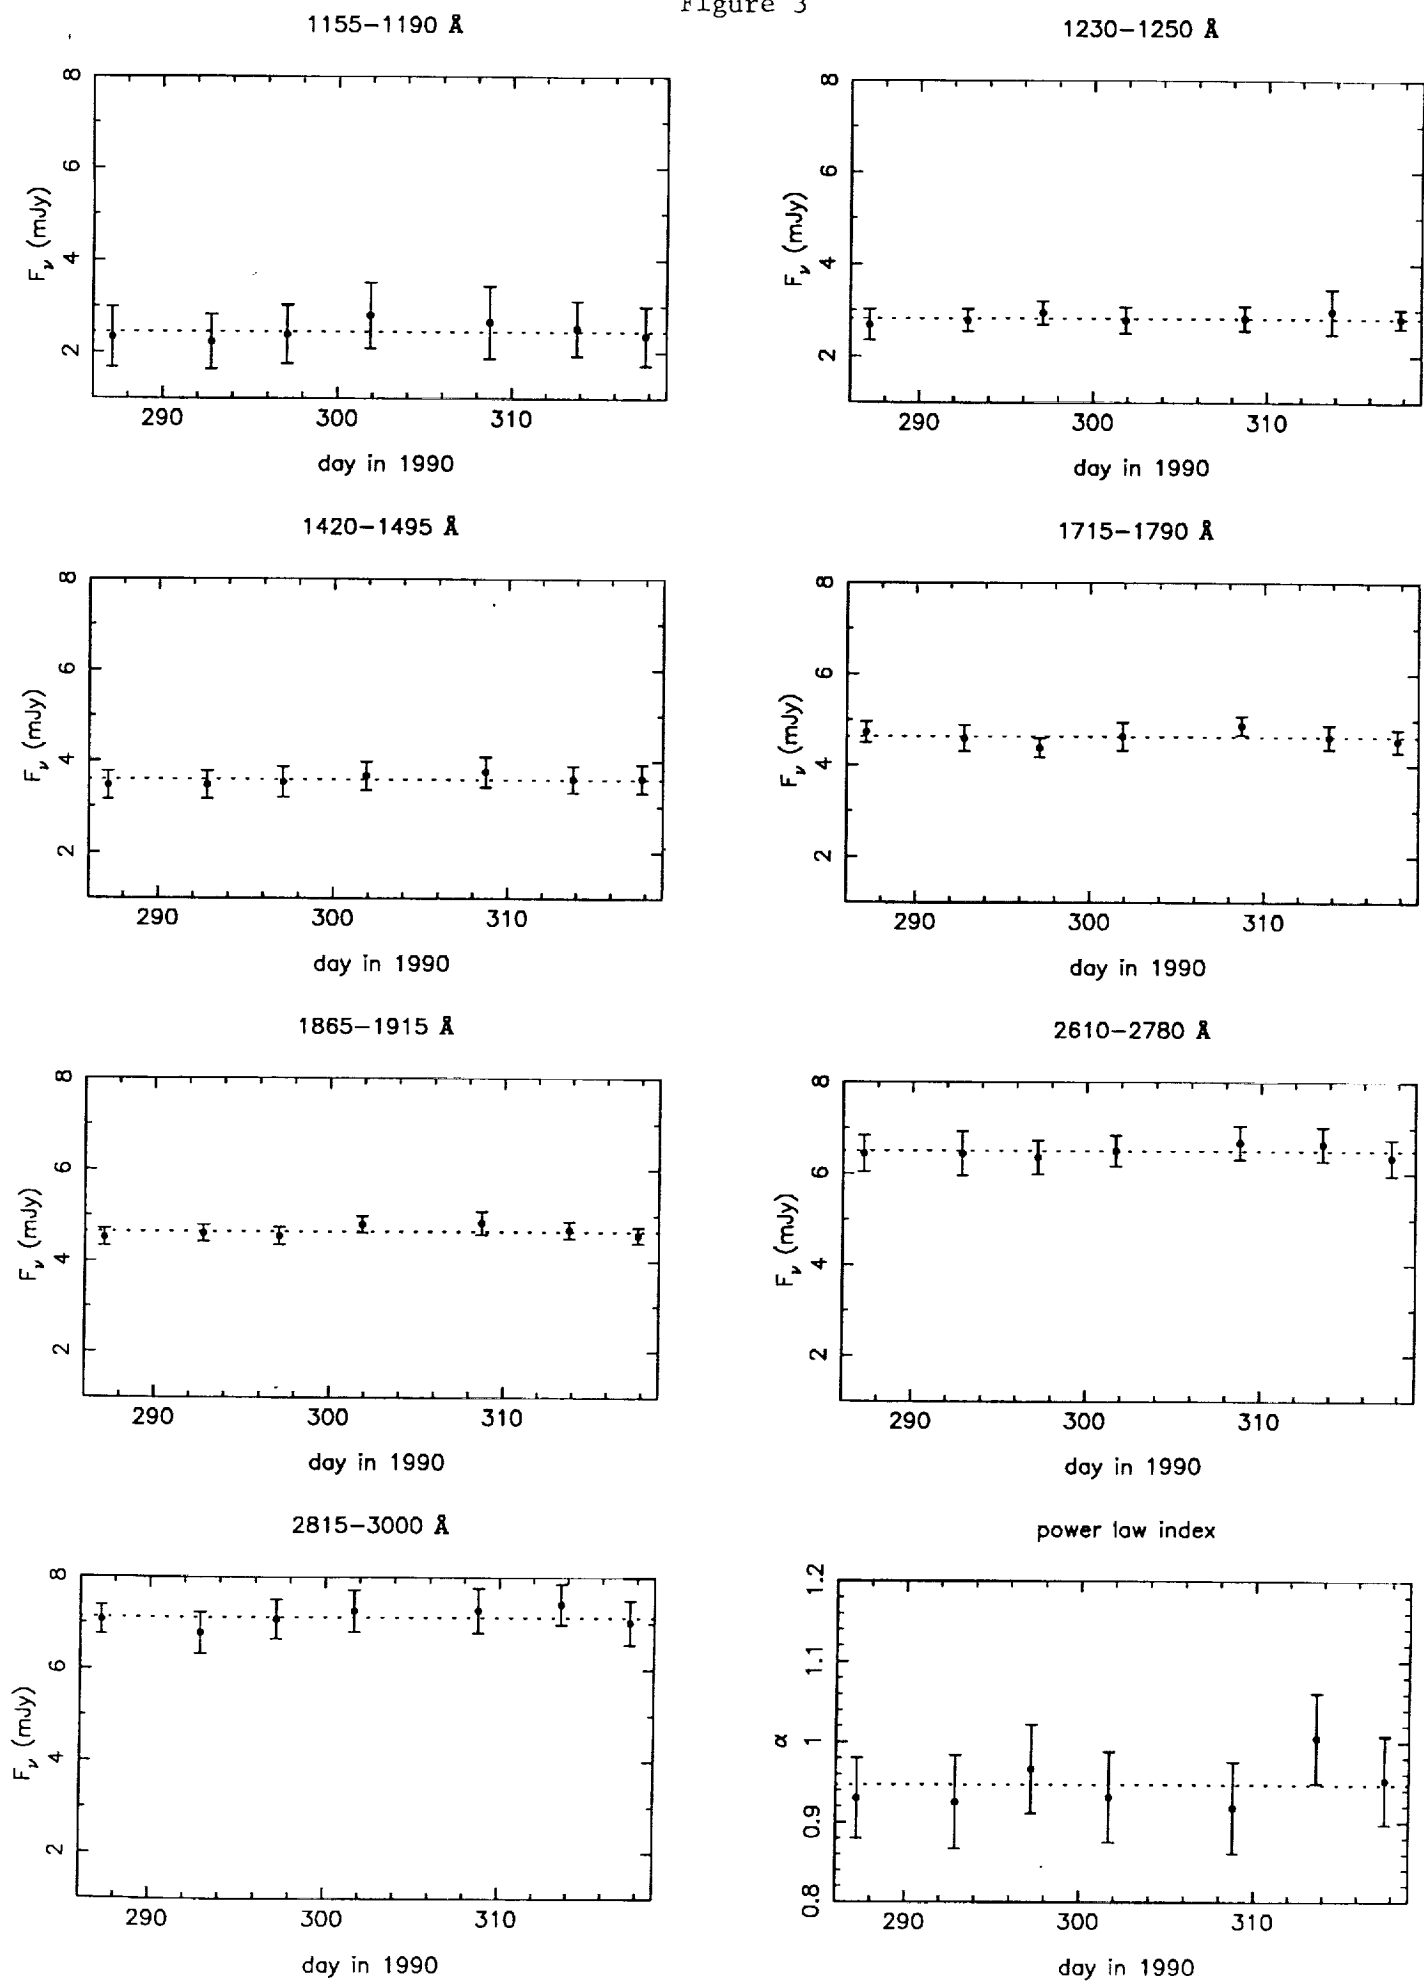 Figure 3
1155–1190 Å
8
6
4
2
F_ν (mJy)
290 300 310
day in 1990
1230–1250 Å
8
6
4
2
F_ν (mJy)
290 300 310
day in 1990
1420–1495 Å
8
6
4
2
F_ν (mJy)
290 300 310
day in 1990
1715–1790 Å
8
6
4
2
F_ν (mJy)
290 300 310
day in 1990
1865–1915 Å
8
6
4
2
F_ν (mJy)
290 300 310
day in 1990
2610–2780 Å
8
6
4
2
F_ν (mJy)
290 300 310
day in 1990
2815–3000 Å
8
6
4
2
F_ν (mJy)
290 300 310
day in 1990
power law index
1.2
1.1
1
0.9
0.8
α
290 300 310
day in 1990